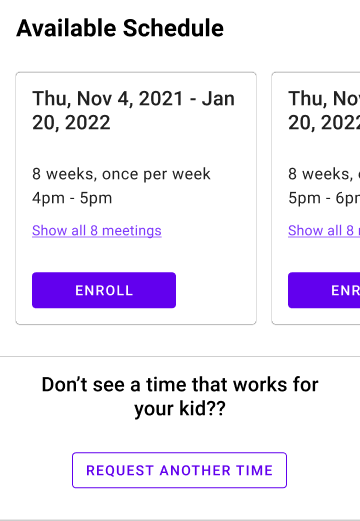 Available Schedule
Thu, Nov 4, 2021 - Jan
20, 2022
8 weeks, once per week
4pm - 5pm
Show all 8 meetings
ENROLL
Thu, Nov
20, 2022
8 weeks,
5pm - 6pm
Show all 8
ENR
Don’t see a time that works for
your kid??
REQUEST ANOTHER TIME